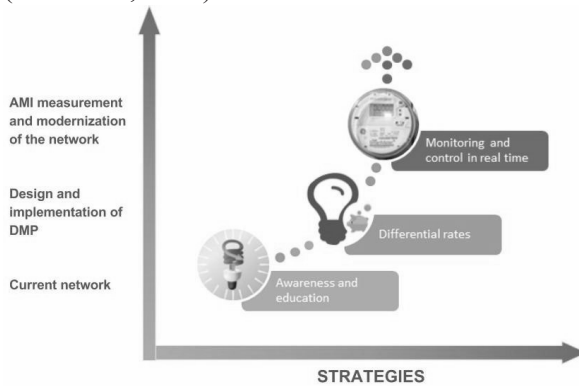 AMI measurement
and modernization
of the network
Monitoring and
control in real time
Design and
implementation of
DMP
Differential rates
Current network
Awareness and
education
STRATEGIES